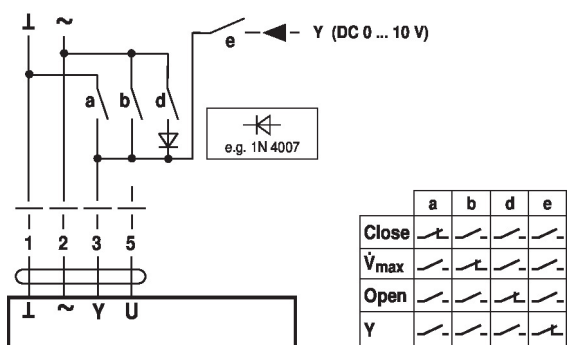 ⊥ ~
e Y (DC 0 ... 10 V)
a b d
e.g. 1N 4007
1 2 3 5
⊥ ~ Y U
a b d e
Close
V̇max
Open
Y